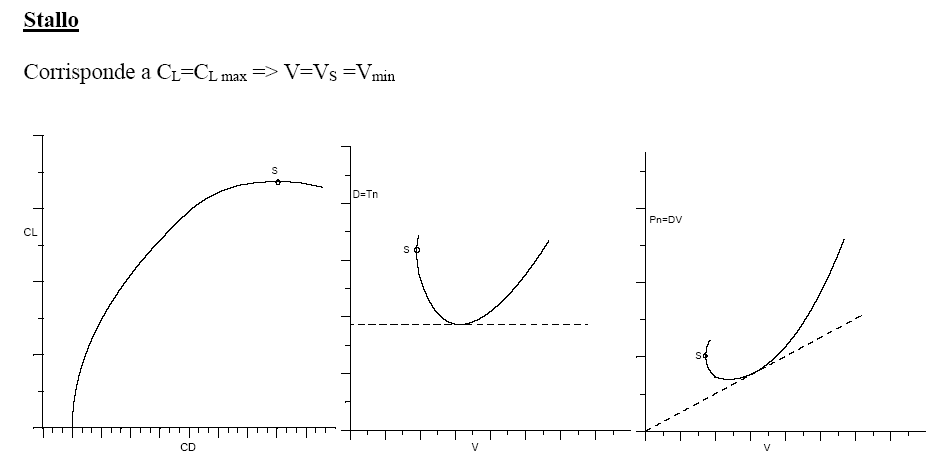 Stallo
Corrisponde a CL=CL max => V=VS =Vmin
S
CL
CD
D=Tn
S
V
Pn=DV
S
V